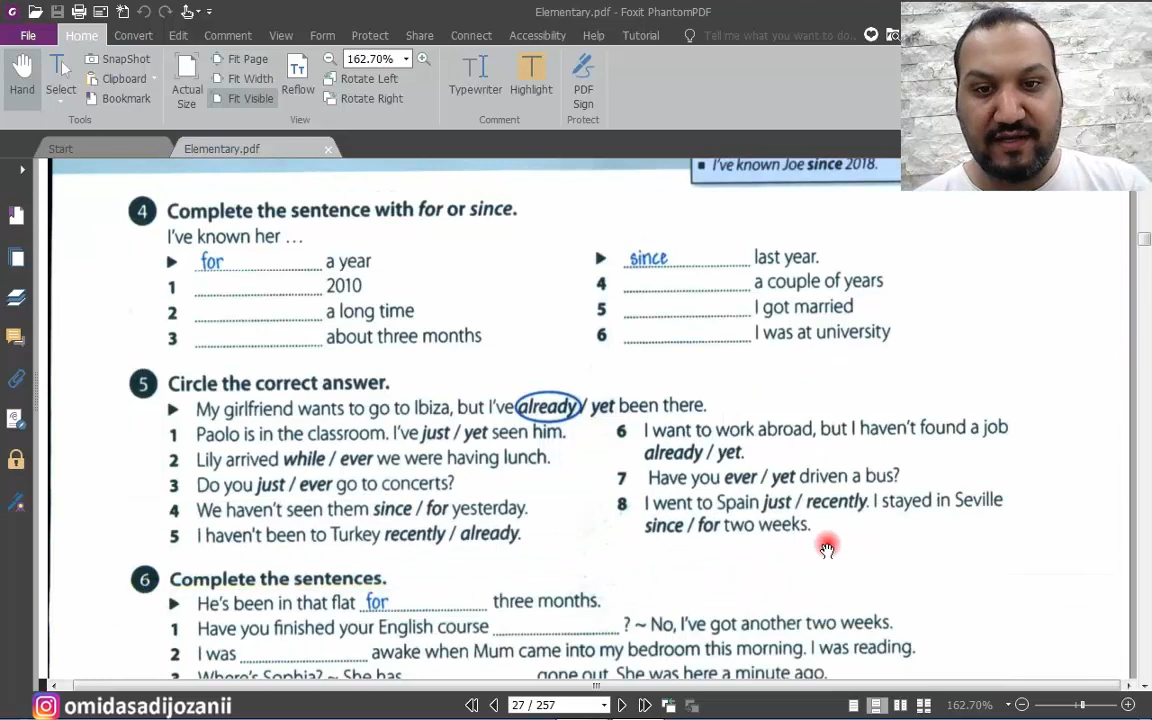 Elementary.pdf - Foxit PhantomPDF
File Home Convert Edit Comment View Form Protect Share Connect Accessibility Help Tutorial Tell me what you want to do..
Hand
Select
SnapShot
Clipboard
Bookmark
Tools
Actual Size
Fit Page
Fit Width
Fit Visible
Reflow
162.70%
Rotate Left
Rotate Right
View
Typewriter
Highlight
Comment
PDF Sign
Protect
Start
Elementary.pdf
I've known Joe since 2018.
4 Complete the sentence with for or since.
I've known her …
for a year
1 2010
2 a long time
3 about three months
since last year.
4 a couple of years
5 I got married
6 I was at university
5 Circle the correct answer.
My girlfriend wants to go to Ibiza, but I've already / yet been there.
1 Paolo is in the classroom. I've just / yet seen him.
2 Lily arrived while / ever we were having lunch.
3 Do you just / ever go to concerts?
4 We haven't seen them since / for yesterday.
5 I haven't been to Turkey recently / already.
6 I want to work abroad, but I haven't found a job
already / yet.
7 Have you ever / yet driven a bus?
8 I went to Spain just / recently. I stayed in Seville
since / for two weeks.
6 Complete the sentences.
He's been in that flat for three months.
1 Have you finished your English course ? ~ No, I've got another two weeks.
2 I was awake when Mum came into my bedroom this morning. I was reading.
3 Where's Sophia? ~ She has gone out. She was here a minute ago.
omidasadijozanii
27 / 257
162.70%